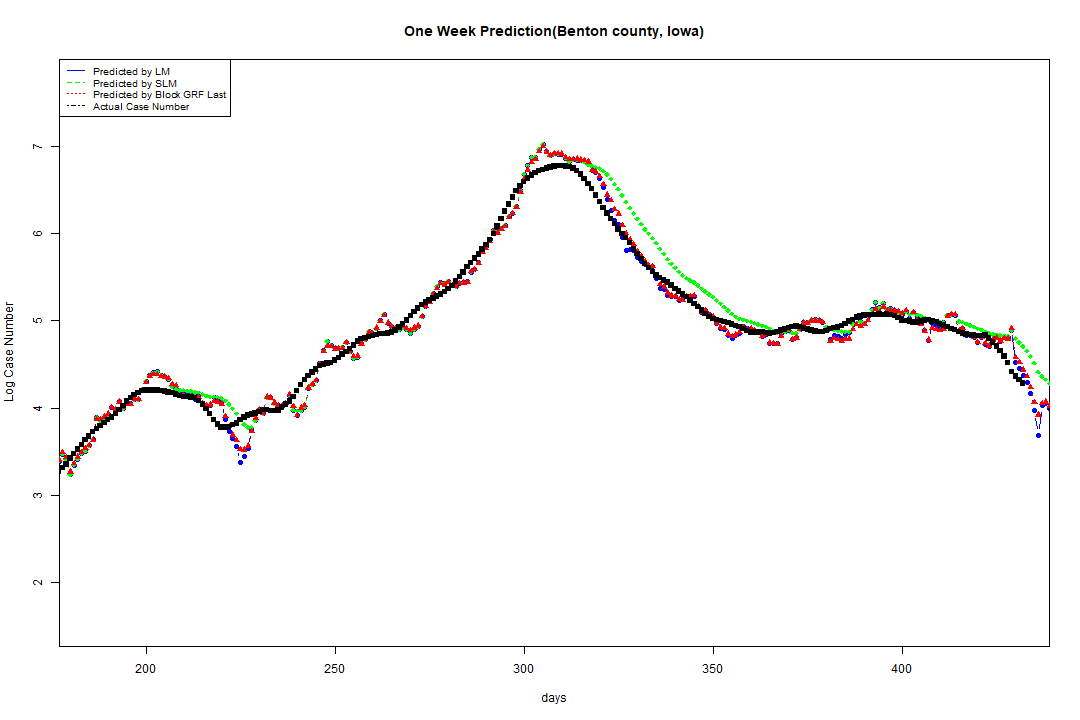 One Week Prediction(Benton county, Iowa)
Predicted by LM
Predicted by SLM
Predicted by Block GRF Last
Actual Case Number
Log Case Number
7
6
5
4
3
2
200
250
300
350
400
days